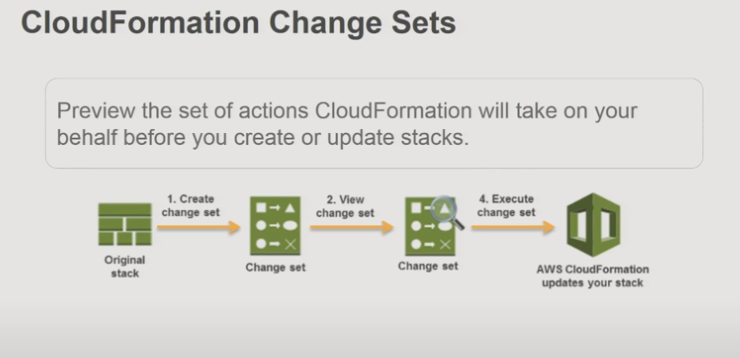 CloudFormation Change Sets
Preview the set of actions CloudFormation will take on your
behalf before you create or update stacks.
1. Create
change set
2. View
change set
4. Execute
change set
Original
stack
Change set
Change set
AWS CloudFormation
updates your stack